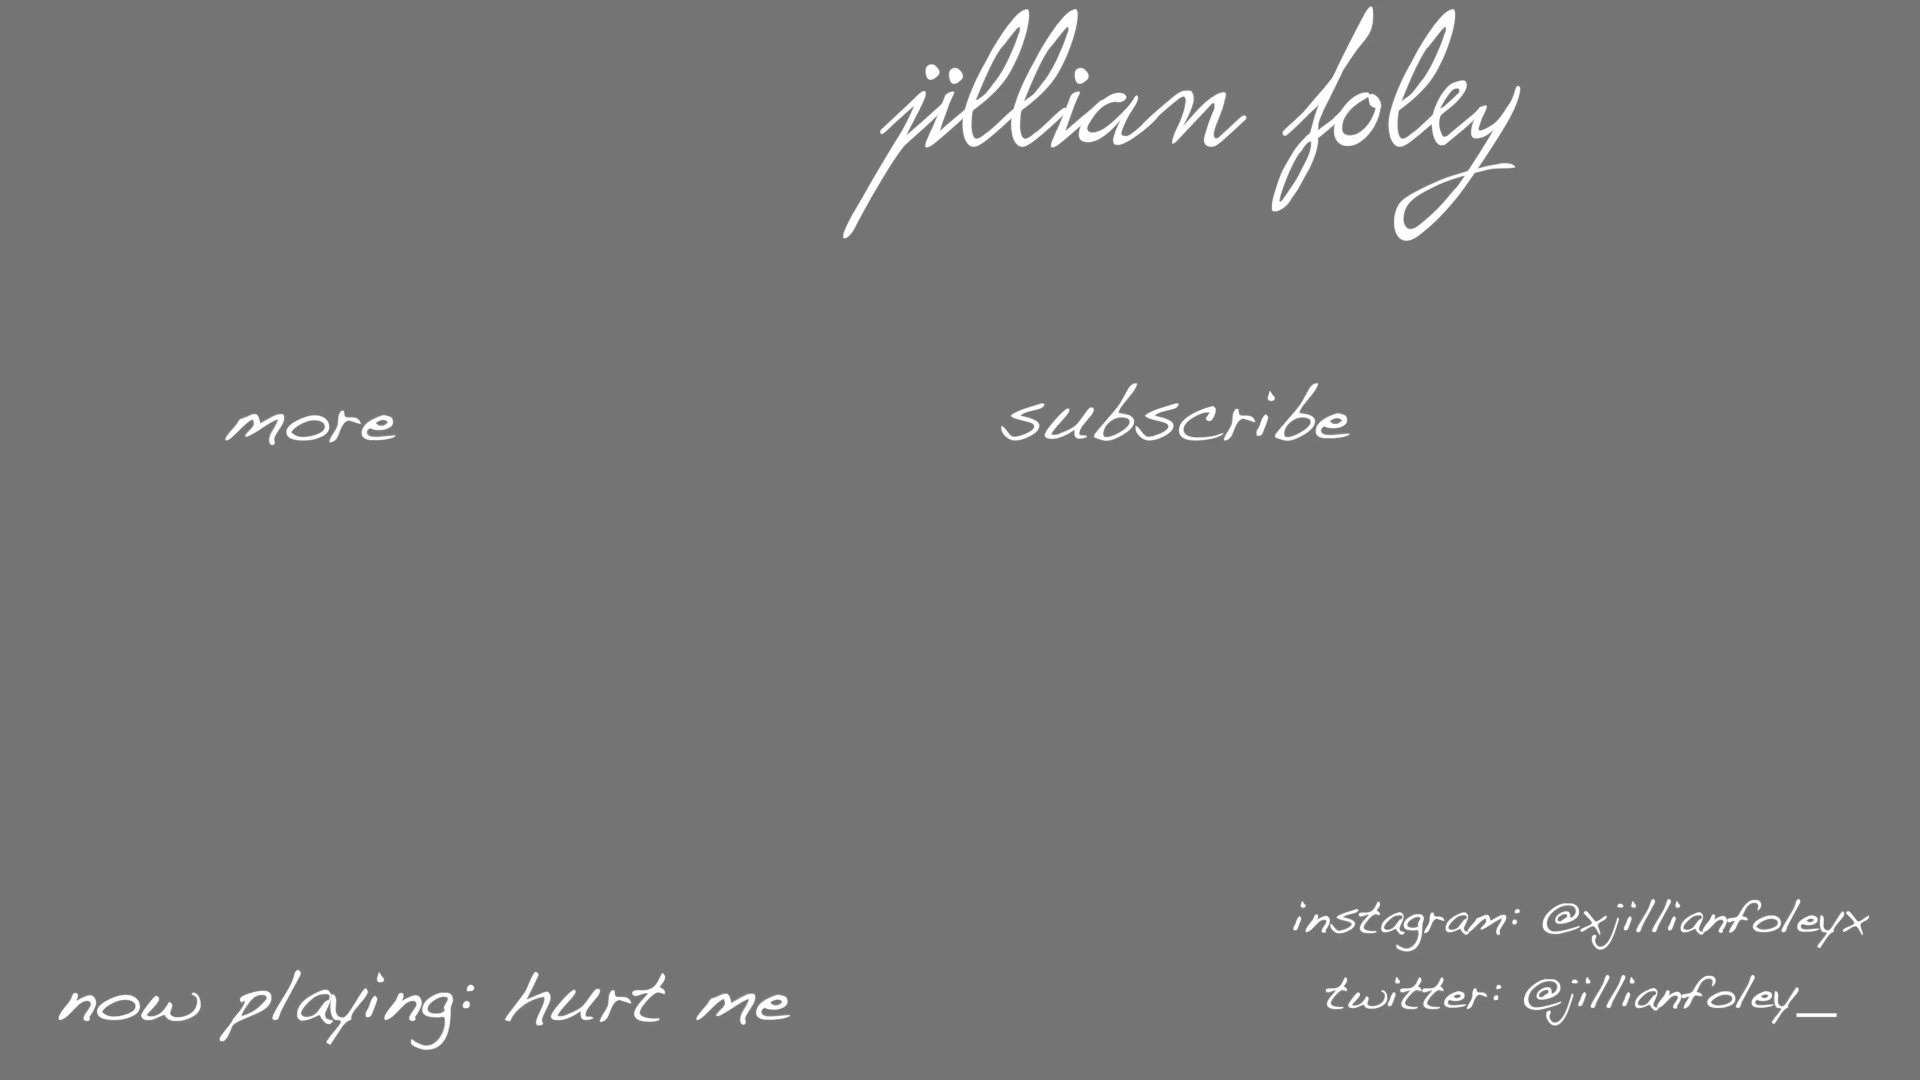 jillian foley
more
subscribe
instagram: @xjillianfoleyx
twitter: @jillianfoley_
now playing: hurt me